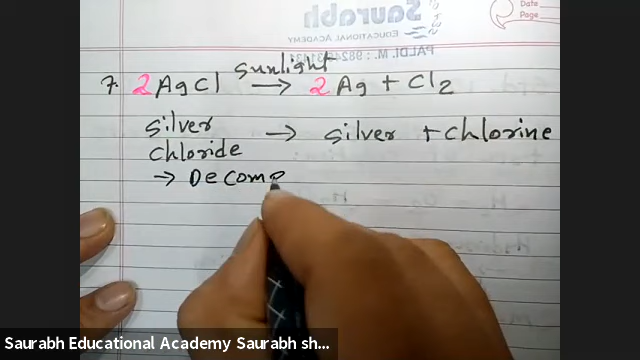 Saurabh
EDUCATIONAL ACADEMY
Date
Page
sunlight
7. 2AgCl → 2Ag + Cl2
silver chloride → silver + chlorine
→ Decomp
Saurabh Educational Academy Saurabh sh...